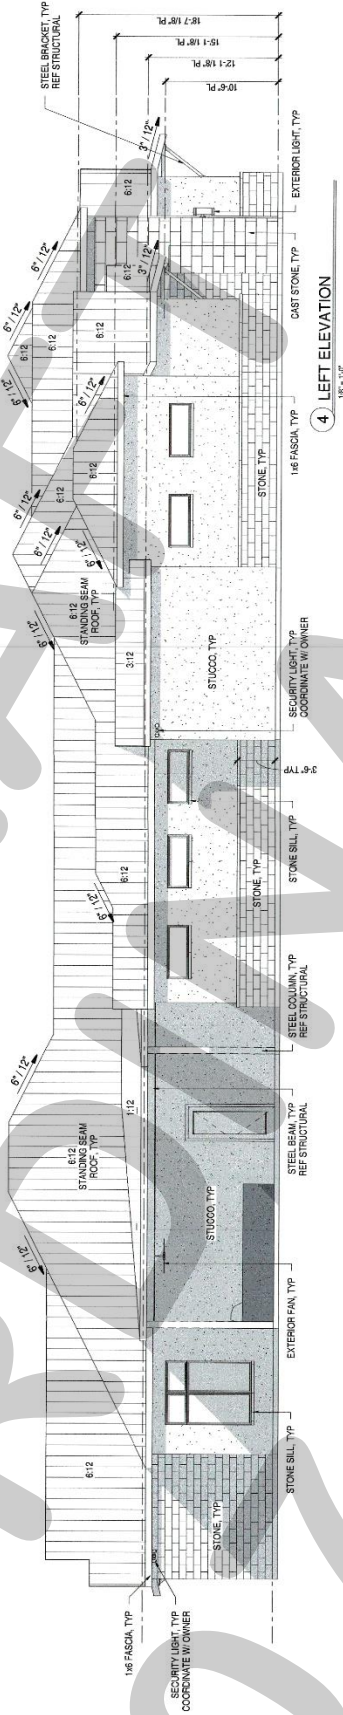 STEEL BRACKET, TYP
REF STRUCTURAL
18'-7 1/8" PL
15'-1 1/8" PL
12'-1 1/8" PL
10'-6" PL
6" / 12"
6" / 12"
6" / 12"
6:12
6:12
6" / 12"
6:12
6:12
6:12
3" / 12"
3" / 12"
6" / 12"
6" / 12"
6:12
6:12
6" / 12"
6" / 12"
6:12
STANDING SEAM
ROOF, TYP
3:12
6:12
6" / 12"
6" / 12"
6:12
STANDING SEAM
ROOF, TYP
1:12
6" / 12"
6:12
1x6 FASCIA, TYP
SECURITY LIGHT, TYP
COORDINATE W/ OWNER
STONE, TYP
STONE SILL, TYP
EXTERIOR FAN, TYP
STUCCO, TYP
STEEL BEAM, TYP
REF STRUCTURAL
STEEL COLUMN, TYP
REF STRUCTURAL
STONE, TYP
STONE SILL, TYP
3'-6" TYP
SECURITY LIGHT, TYP
COORDINATE W/ OWNER
STUCCO, TYP
STONE, TYP
1x6 FASCIA, TYP
CAST STONE, TYP
EXTERIOR LIGHT, TYP
4 LEFT ELEVATION
1/8" = 1'-0"